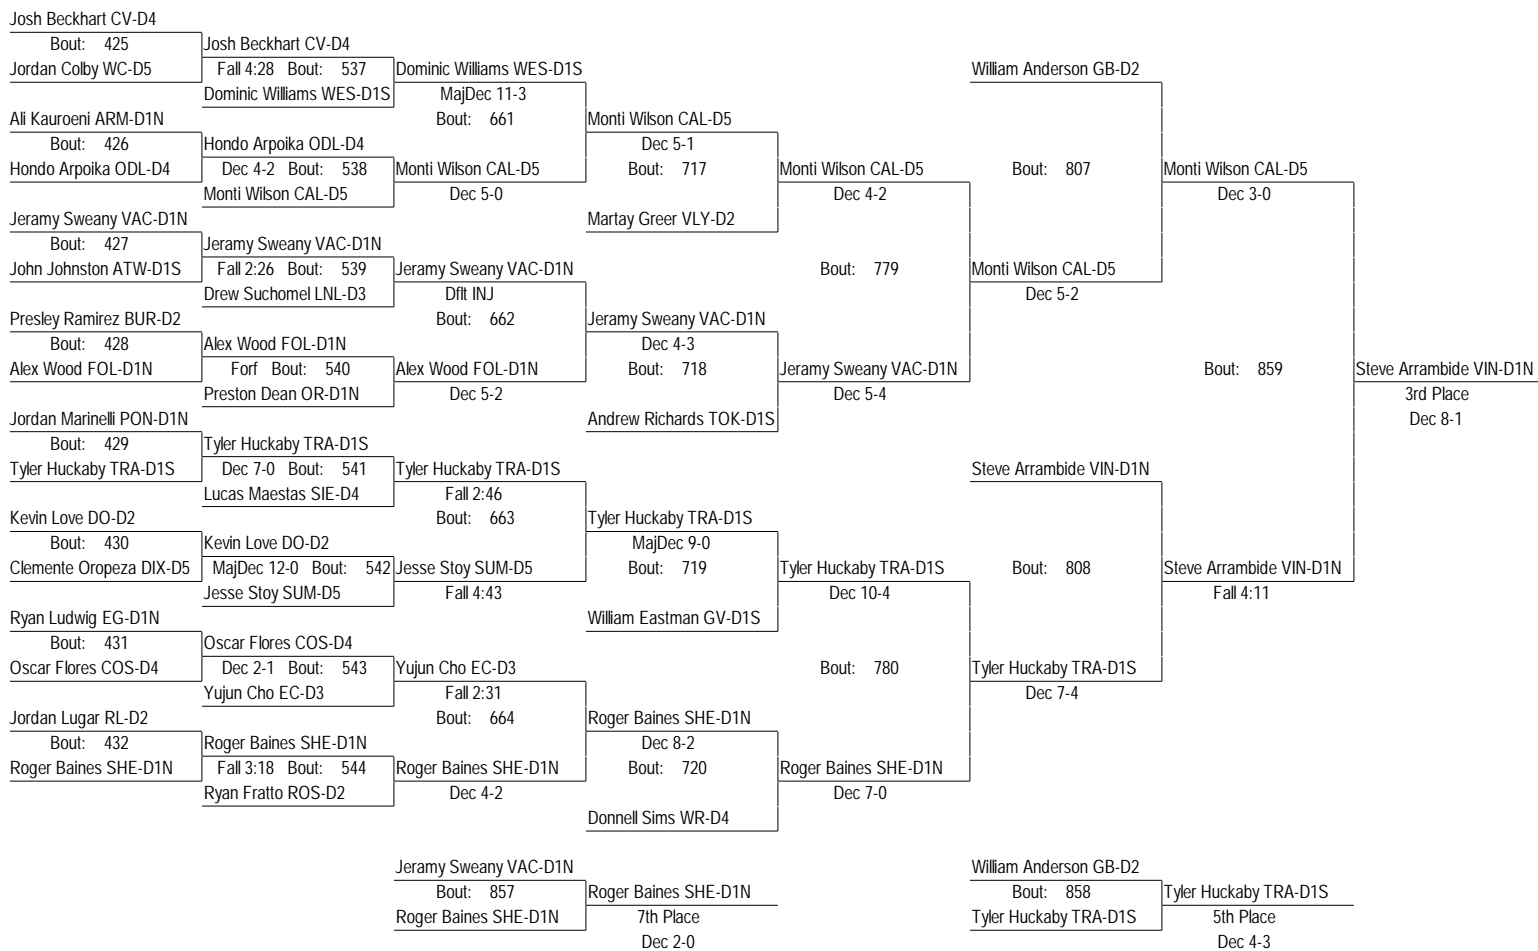 Josh Beckhart CV-D4
Bout: 425
Josh Beckhart CV-D4
Jordan Colby WC-D5
Fall 4:28 Bout: 537
Dominic Williams WES-D1S
William Anderson GB-D2
Dominic Williams WES-D1S
MajDec 11-3
Ali Kauroeni ARM-D1N
Bout: 661
Monti Wilson CAL-D5
Bout: 426
Hondo Arpoika ODL-D4
Dec 5-1
Hondo Arpoika ODL-D4
Dec 4-2 Bout: 538
Monti Wilson CAL-D5
Bout: 717
Monti Wilson CAL-D5
Bout: 807
Monti Wilson CAL-D5
Monti Wilson CAL-D5
Dec 5-0
Dec 4-2
Dec 3-0
Jeramy Sweany VAC-D1N
Martay Greer VLY-D2
Bout: 427
Jeramy Sweany VAC-D1N
John Johnston ATW-D1S
Fall 2:26 Bout: 539
Jeramy Sweany VAC-D1N
Bout: 779
Monti Wilson CAL-D5
Drew Suchomel LNL-D3
Dflt INJ
Dec 5-2
Presley Ramirez BUR-D2
Bout: 662
Jeramy Sweany VAC-D1N
Bout: 428
Alex Wood FOL-D1N
Dec 4-3
Alex Wood FOL-D1N
Forf Bout: 540
Alex Wood FOL-D1N
Bout: 718
Jeramy Sweany VAC-D1N
Bout: 859
Steve Arrambide VIN-D1N
Preston Dean OR-D1N
Dec 5-2
Dec 5-4
3rd Place
Jordan Marinelli PON-D1N
Andrew Richards TOK-D1S
Dec 8-1
Bout: 429
Tyler Huckaby TRA-D1S
Tyler Huckaby TRA-D1S
Dec 7-0 Bout: 541
Tyler Huckaby TRA-D1S
Steve Arrambide VIN-D1N
Lucas Maestas SIE-D4
Fall 2:46
Kevin Love DO-D2
Bout: 663
Tyler Huckaby TRA-D1S
Bout: 430
Kevin Love DO-D2
MajDec 9-0
Clemente Oropeza DIX-D5
MajDec 12-0 Bout: 542
Jesse Stoy SUM-D5
Bout: 719
Tyler Huckaby TRA-D1S
Bout: 808
Steve Arrambide VIN-D1N
Jesse Stoy SUM-D5
Fall 4:43
Dec 10-4
Fall 4:11
Ryan Ludwig EG-D1N
William Eastman GV-D1S
Bout: 431
Oscar Flores COS-D4
Oscar Flores COS-D4
Dec 2-1 Bout: 543
Yujun Cho EC-D3
Bout: 780
Tyler Huckaby TRA-D1S
Yujun Cho EC-D3
Fall 2:31
Dec 7-4
Jordan Lugar RL-D2
Bout: 664
Roger Baines SHE-D1N
Bout: 432
Roger Baines SHE-D1N
Dec 8-2
Roger Baines SHE-D1N
Fall 3:18 Bout: 544
Roger Baines SHE-D1N
Bout: 720
Roger Baines SHE-D1N
Ryan Fratto ROS-D2
Dec 4-2
Dec 7-0
Donnell Sims WR-D4
Jeramy Sweany VAC-D1N
William Anderson GB-D2
Bout: 857
Roger Baines SHE-D1N
Bout: 858
Tyler Huckaby TRA-D1S
Roger Baines SHE-D1N
7th Place
Tyler Huckaby TRA-D1S
5th Place
Dec 2-0
Dec 4-3